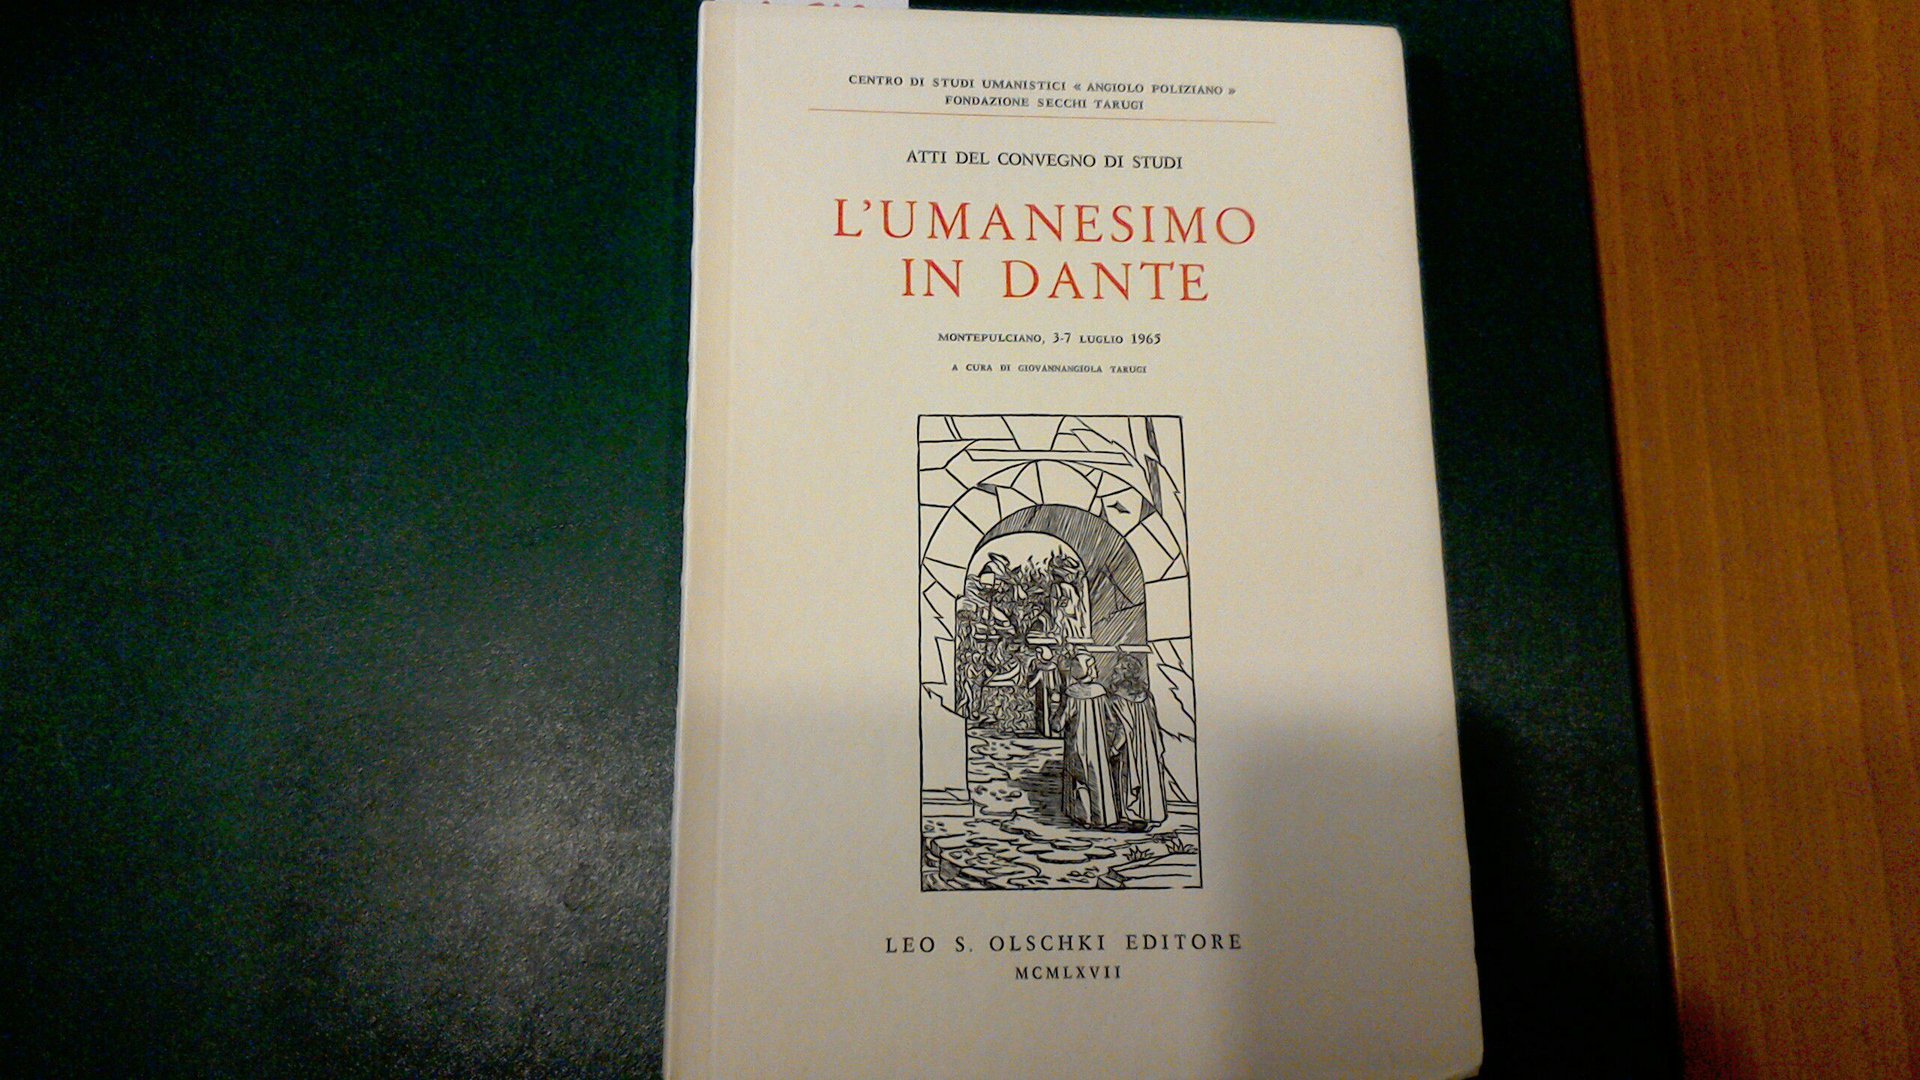 CENTRO DI STUDI UMANISTICI « ANGIOLO POLIZIANO »
FONDAZIONE SECCHI TARUGI
ATTI DEL CONVEGNO DI STUDI
L'UMANESIMO
IN DANTE
MONTEPULCIANO, 3-7 LUGLIO 1965
A CURA DI GIOVANNANGIOLA TARUGI
LEO S. OLSCHKI EDITORE
MCMLXVII